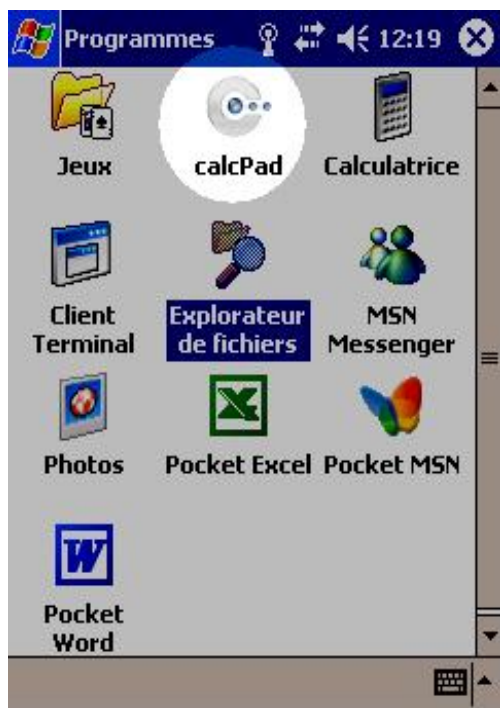 Programmes 12:19
Jeux calcPad Calculatrice
Client Explorateur MSN
Terminal de fichiers Messenger
Photos Pocket Excel Pocket MSN
W
Pocket
Word